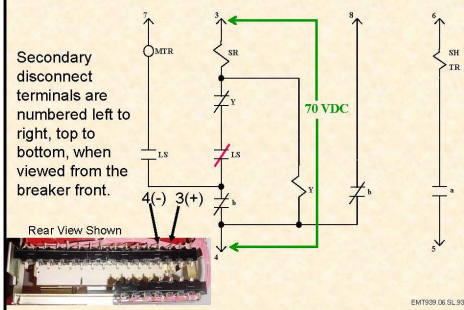 7
3
8
6
MTR
SR
SH
TR
Secondary
disconnect
terminals are
numbered left to
right, top to
bottom, when
viewed from the
breaker front.
Y
70 VDC
LS
LS
Y
b
b
a
4(-) 3(+)
Rear View Shown
4
5
EMT939.06.SL.93